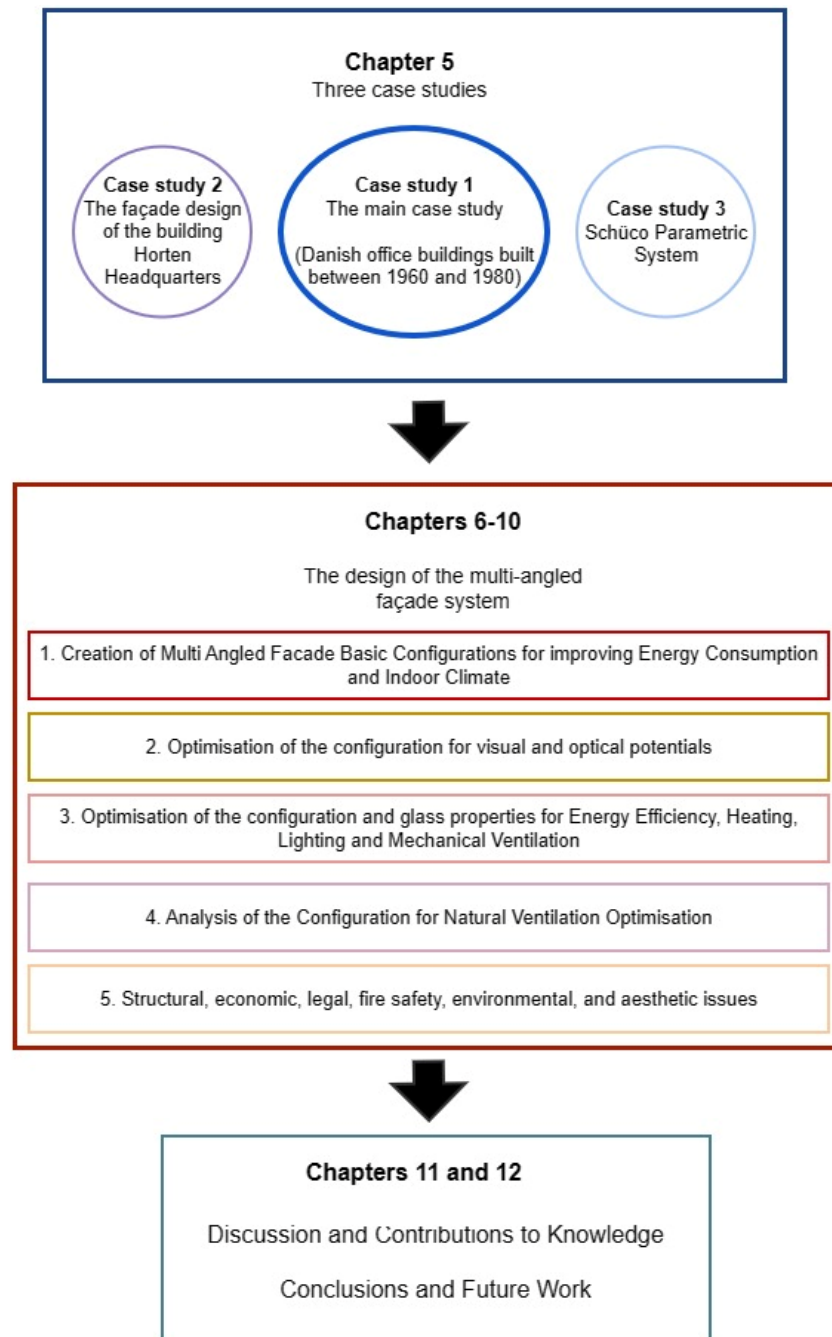 Chapter 5
Three case studies
Case study 2
The façade design
of the building
Horten
Headquarters
Case study 1
The main case study
(Danish office buildings built
between 1960 and 1980)
Case study 3
Schüco Parametric
System
Chapters 6-10
The design of the multi-angled
façade system
1. Creation of Multi Angled Facade Basic Configurations for improving Energy Consumption
and Indoor Climate
2. Optimisation of the configuration for visual and optical potentials
3. Optimisation of the configuration and glass properties for Energy Efficiency, Heating,
Lighting and Mechanical Ventilation
4. Analysis of the Configuration for Natural Ventilation Optimisation
5. Structural, economic, legal, fire safety, environmental, and aesthetic issues
Chapters 11 and 12
Discussion and Contributions to Knowledge
Conclusions and Future Work